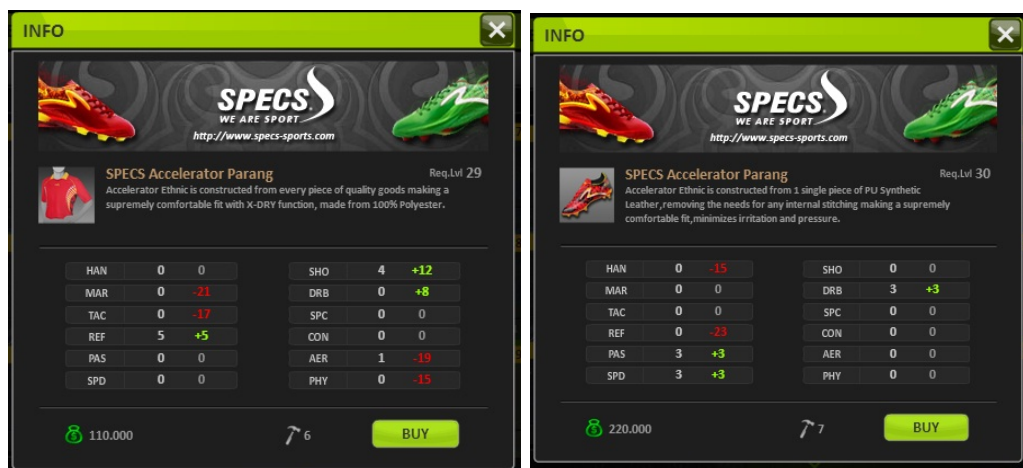 INFO
SPECS
WE ARE SPORT
http://www.specs-sports.com
SPECS Accelerator Parang Req.Lvl 29
Accelerator Ethnic is constructed from every piece of quality goods making a
supremely comfortable fit with X-DRY function, made from 100% Polyester.
HAN 0 0 SHO 4 +12
MAR 0 -21 DRB 0 +8
TAC 0 -17 SPC 0 0
REF 5 +5 CON 0 0
PAS 0 0 AER 1 -19
SPD 0 0 PHY 0 -15
110.000 6 BUY
INFO
SPECS
WE ARE SPORT
http://www.specs-sports.com
SPECS Accelerator Parang Req.Lvl 30
Accelerator Ethnic is constructed from 1 single piece of PU Synthetic
Leather,removing the needs for any internal stitching making a supremely
comfortable fit,minimizes irritation and pressure.
HAN 0 -15 SHO 0 0
MAR 0 0 DRB 3 +3
TAC 0 0 SPC 0 0
REF 0 -23 CON 0 0
PAS 3 +3 AER 0 0
SPD 3 +3 PHY 0 0
220.000 7 BUY